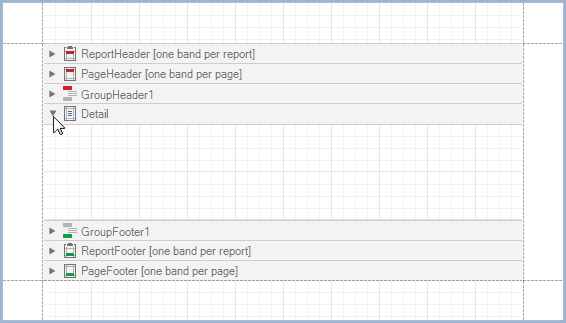 ReportHeader [one band per report]
PageHeader [one band per page]
GroupHeader1
Detail
GroupFooter1
ReportFooter [one band per report]
PageFooter [one band per page]